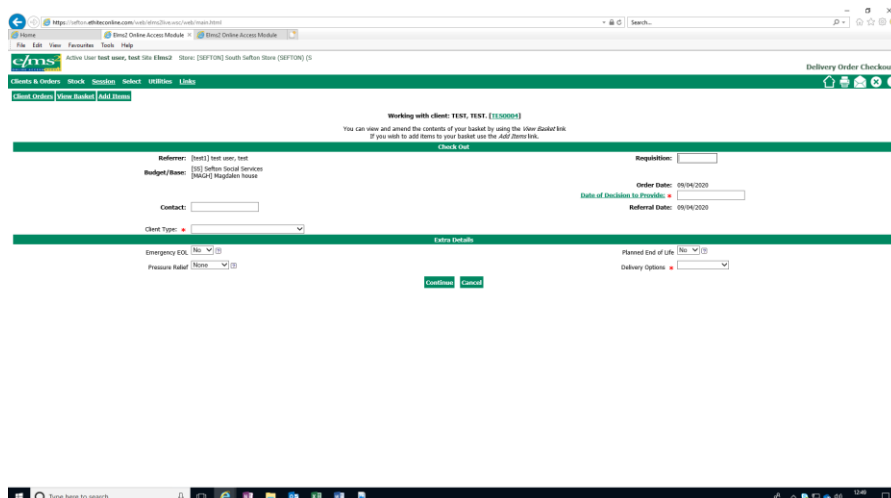 https://sefton.ethiteconline.com/web/elms2live.woc/web/main.html
Search...
Home
Elms2 Online Access Module
Elms2 Online Access Module
File Edit View Favourites Tools Help
elms2
Active User test user, test Site Elms2 Store: [SEFTON] South Sefton Store (SEFTON) (S
Delivery Order Checkou
Clients & Orders Stock Session Select Utilities Links
Client Orders View Basket Add Items
Working with client: TEST, TEST. [TES0004]
You can view and amend the contents of your basket by using the View Basket link
If you wish to add items to your basket use the Add Items link.
Check Out
Referrer: [test1] test user, test
Requisition:
Budget/Base: [SS] Sefton Social Services
[MAGH] Magdalen house
Order Date: 09/04/2020
Date of Decision to Provide: *
Contact:
Referral Date: 09/04/2020
Client Type: *
Extra Details
Emergency EOL No
Planned End of Life No
Pressure Relief None
Delivery Options *
Continue Cancel
Type here to search
12:49